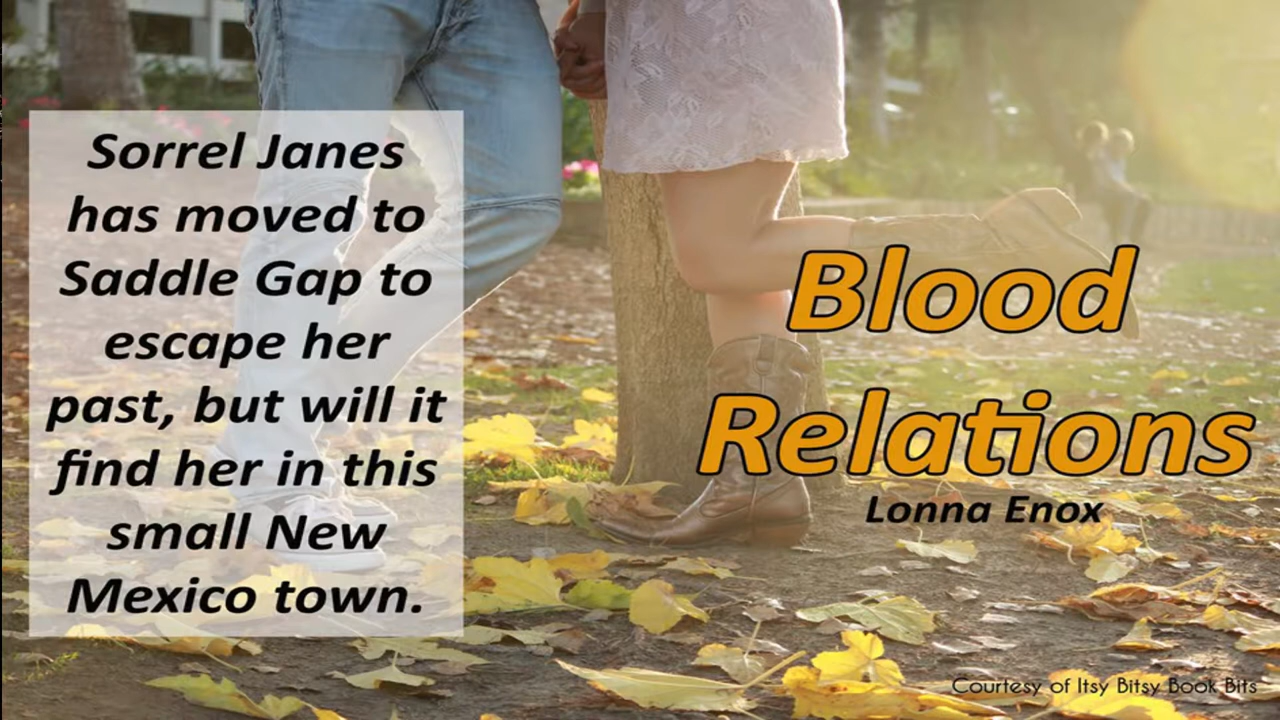 Sorrel Janes
has moved to
Saddle Gap to
escape her
past, but will it
find her in this
small New
Mexico town.
Blood
Relations
Lonna Enox
Courtesy of Itsy Bitsy Book Bits